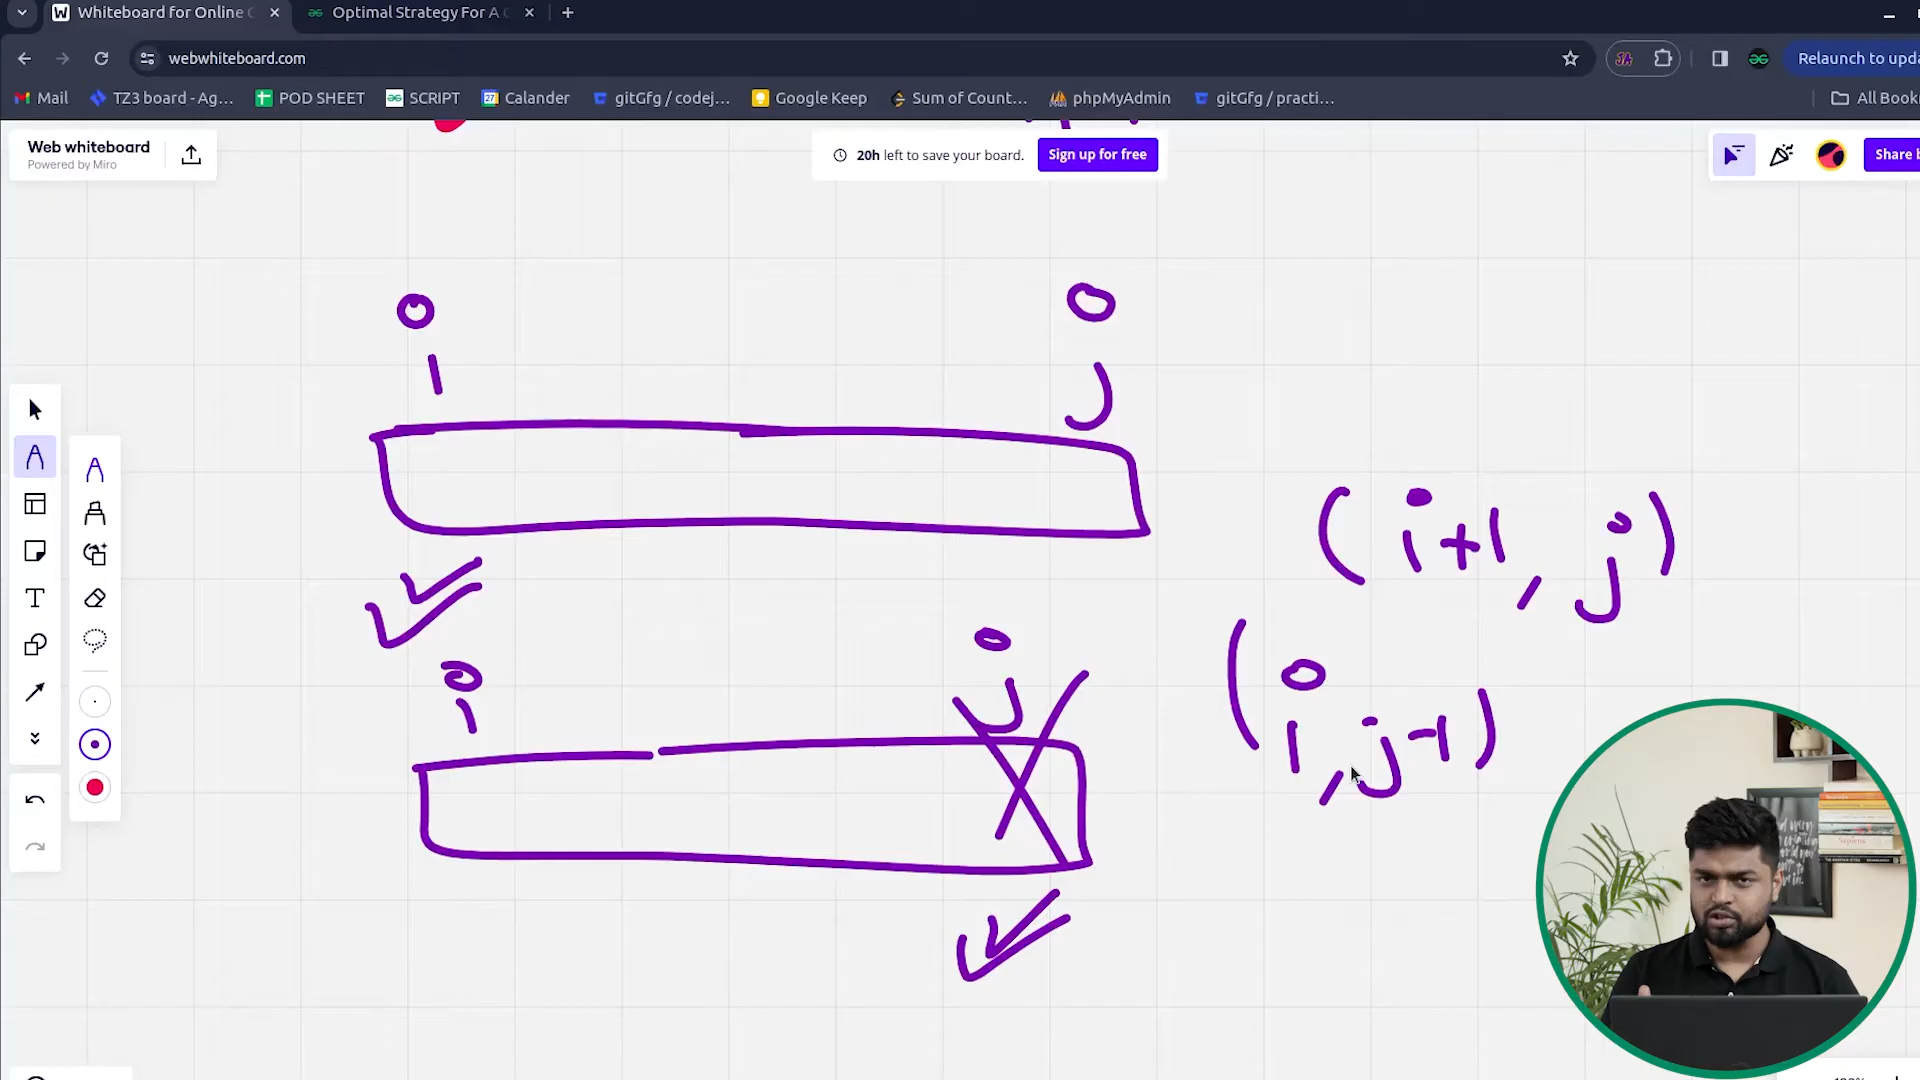 Whiteboard for Online C
Optimal Strategy For A G
webwhiteboard.com
Relaunch to upda
Mail
TZ3 board - Ag...
POD SHEET
SCRIPT
Calander
gitGfg / codej...
Google Keep
Sum of Count...
phpMyAdmin
gitGfg / practi...
All Book
Web whiteboard
Powered by Miro
20h left to save your board.
Sign up for free
Share b
i
j
(i+1, j)
i
j
(i, j-1)